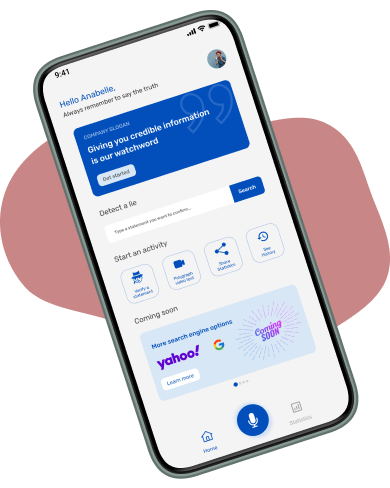 9:41
Hello Anabelle,
Always remember to say the truth
COMPANY SLOGAN
Giving you credible information
is our watchword
Get started
Detect a lie
Type a statement you want to confirm...
Search
Start an activity
Verify a
statement
Polygraph
video test
Share
Statistics
See
History
Coming soon
More search engine options
yahoo!
G
Coming
SOON
Learn more
Home
Statistics